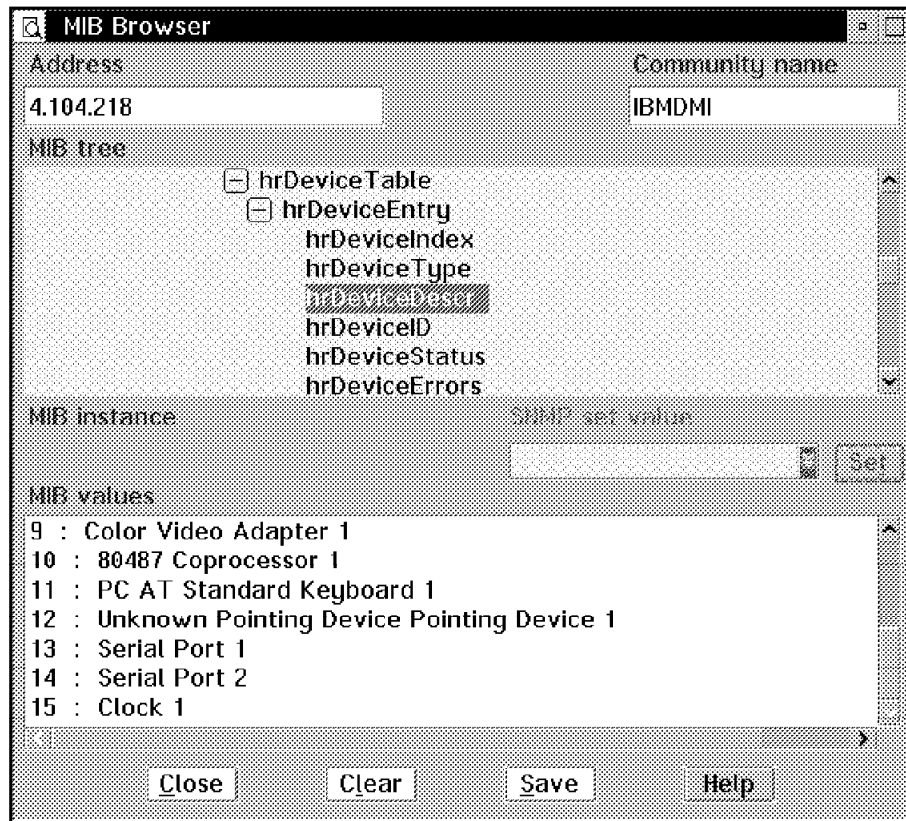 MIB Browser
Address
Community name
4.104.218
IBMDMI
MIB tree
hrDeviceTable
hrDeviceEntry
hrDeviceIndex
hrDeviceType
hrDeviceDescr
hrDeviceID
hrDeviceStatus
hrDeviceErrors
MIB instance
SNMP set value
Set
MIB values
9 : Color Video Adapter 1
10 : 80487 Coprocessor 1
11 : PC AT Standard Keyboard 1
12 : Unknown Pointing Device Pointing Device 1
13 : Serial Port 1
14 : Serial Port 2
15 : Clock 1
Close
Clear
Save
Help